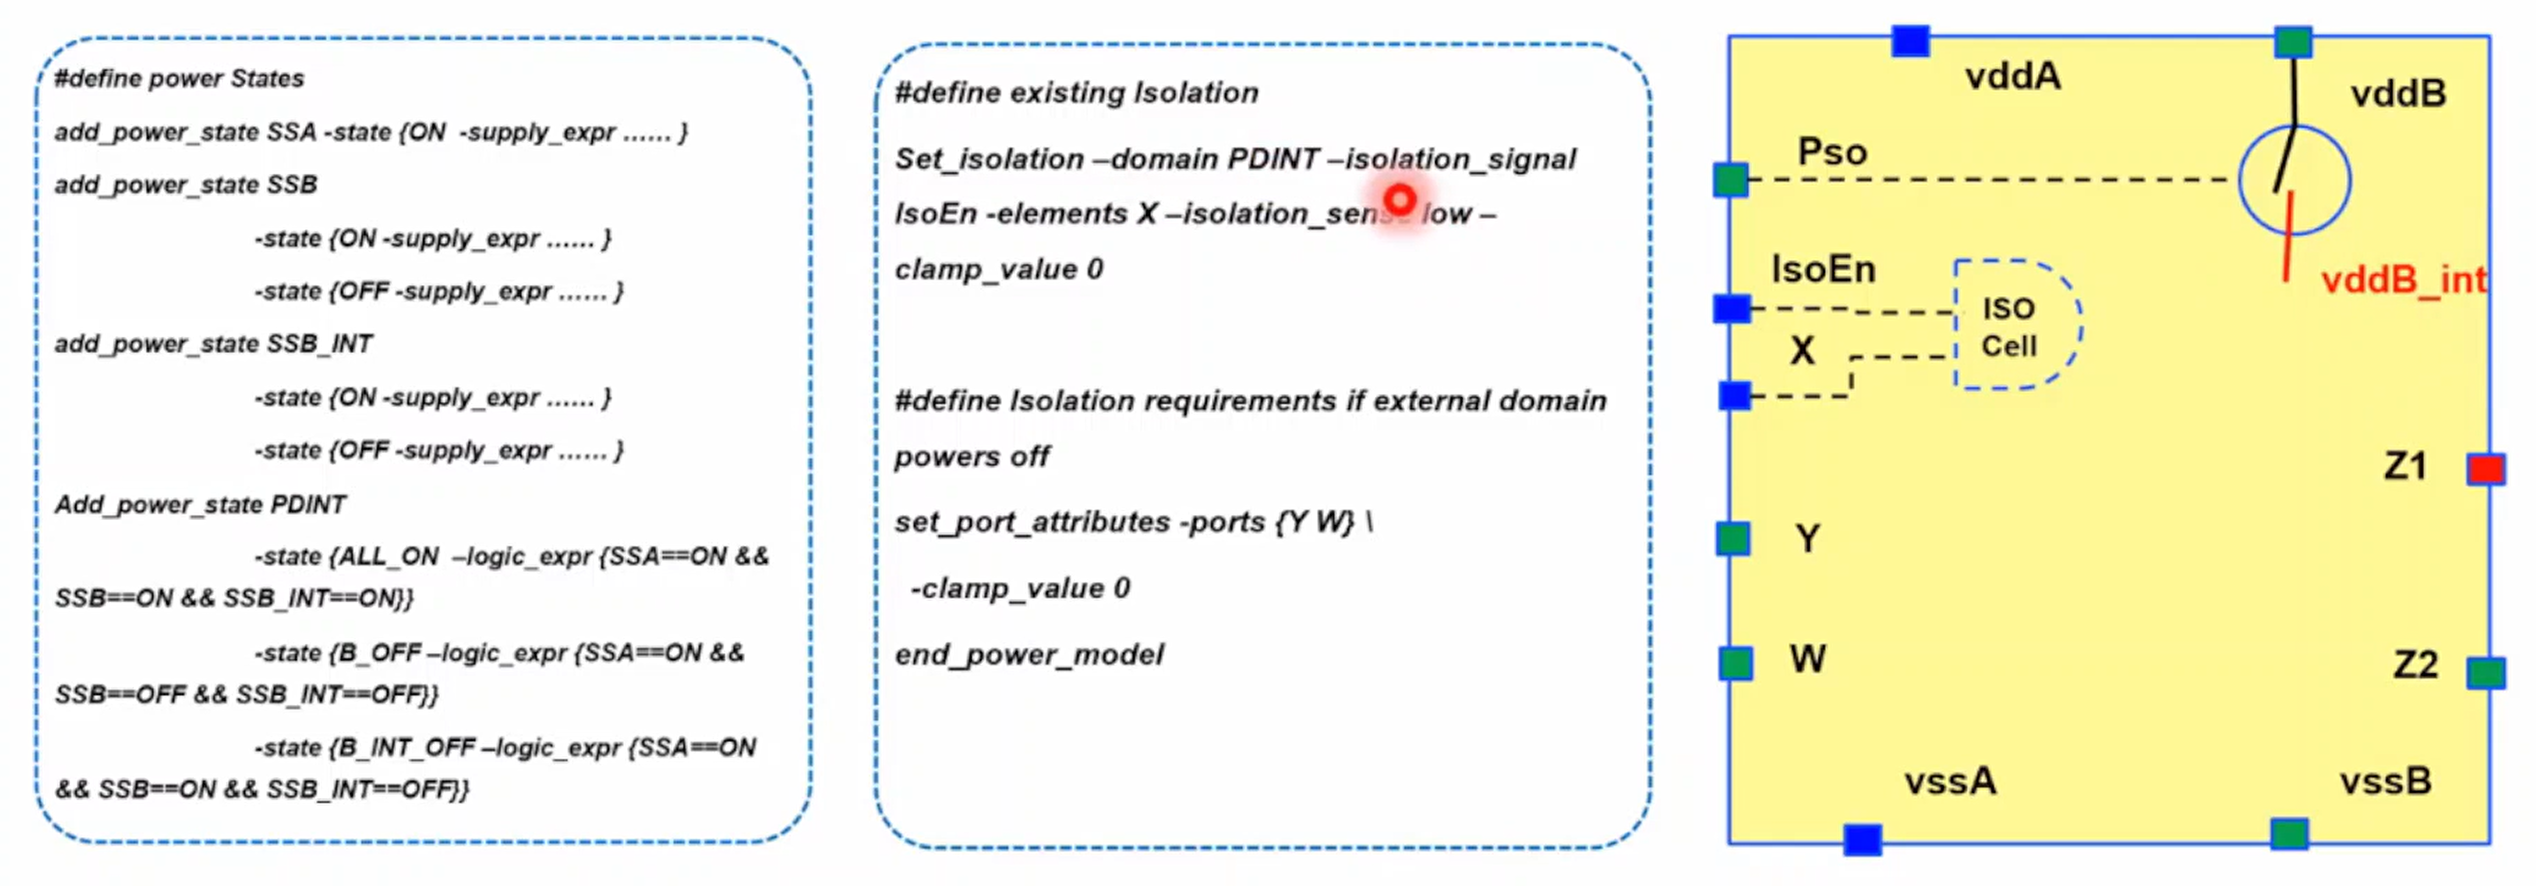 #define power States
add_power_state SSA -state {ON -supply_expr ...... }
add_power_state SSB
-state {ON -supply_expr ...... }
-state {OFF -supply_expr ...... }
add_power_state SSB_INT
-state {ON -supply_expr ...... }
-state {OFF -supply_expr ...... }
Add_power_state PDINT
-state {ALL_ON –logic_expr {SSA==ON &&
SSB==ON && SSB_INT==ON}}
-state {B_OFF –logic_expr {SSA==ON &&
SSB==OFF && SSB_INT==OFF}}
-state {B_INT_OFF –logic_expr {SSA==ON
&& SSB==ON && SSB_INT==OFF}}
#define existing Isolation
Set_isolation –domain PDINT –isolation_signal
IsoEn -elements X –isolation_sense low –
clamp_value 0
#define Isolation requirements if external domain
powers off
set_port_attributes -ports {Y W} \
-clamp_value 0
end_power_model
vddA
vddB
Pso
vddB_int
IsoEn
ISO
Cell
X
Z1
Y
W
Z2
vssA
vssB